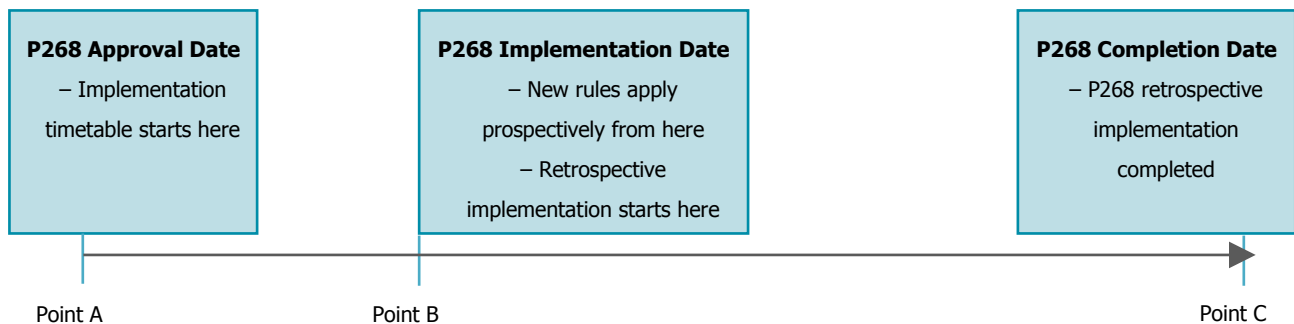 P268 Approval Date
– Implementation
timetable starts here
P268 Implementation Date
– New rules apply
prospectively from here
– Retrospective
implementation starts here
P268 Completion Date
– P268 retrospective
implementation
completed
Point A
Point B
Point C